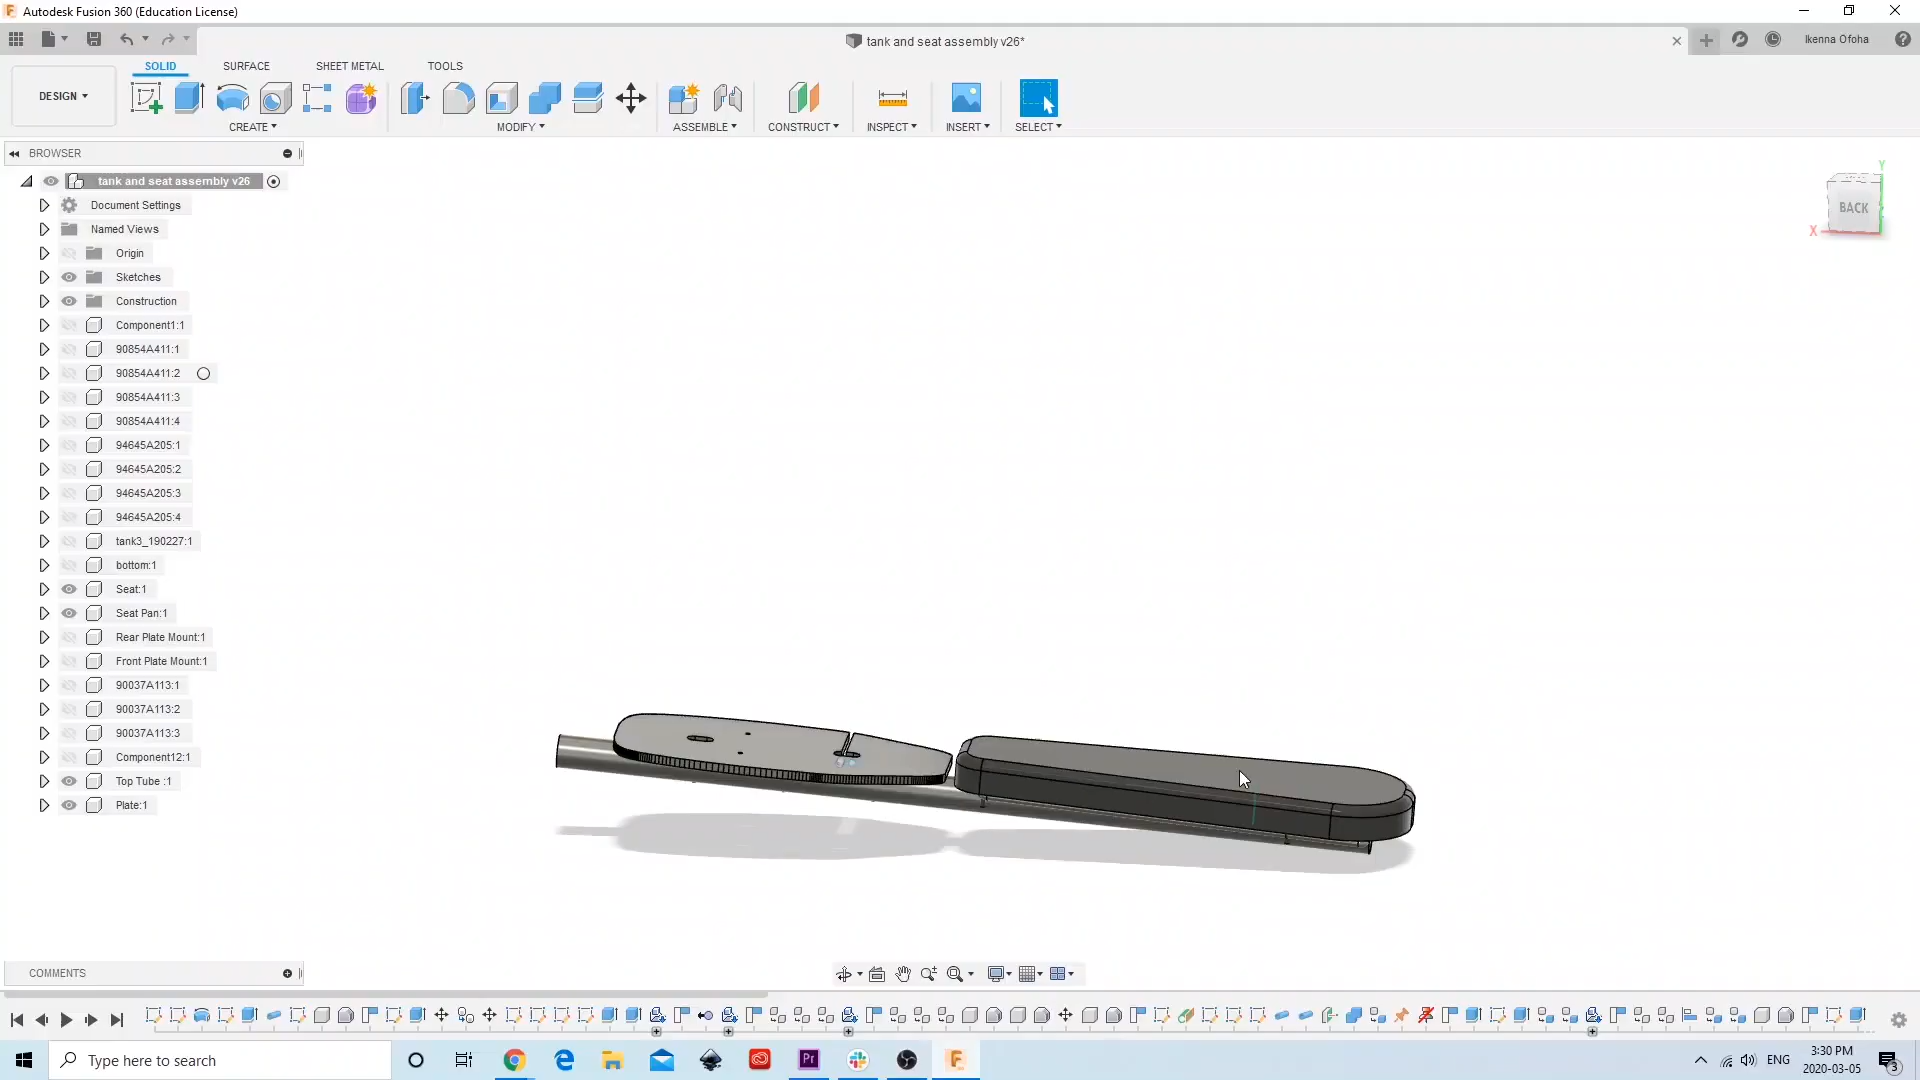 Autodesk Fusion 360 (Education License)
tank and seat assembly v26*
Ikenna Ofoha
SOLID SURFACE SHEET METAL TOOLS
DESIGN
CREATE MODIFY ASSEMBLE CONSTRUCT INSPECT INSERT SELECT
BROWSER
tank and seat assembly v26
Document Settings
Named Views
Origin
Sketches
Construction
Component1:1
90854A411:1
90854A411:2
90854A411:3
90854A411:4
94645A205:1
94645A205:2
94645A205:3
94645A205:4
tank3_190227:1
bottom:1
Seat:1
Seat Pan:1
Rear Plate Mount:1
Front Plate Mount:1
90037A113:1
90037A113:2
90037A113:3
Component12:1
Top Tube :1
Plate:1
Y
BACK
X
COMMENTS
Type here to search
Pr
ENG
3:30 PM
2020-03-05
3